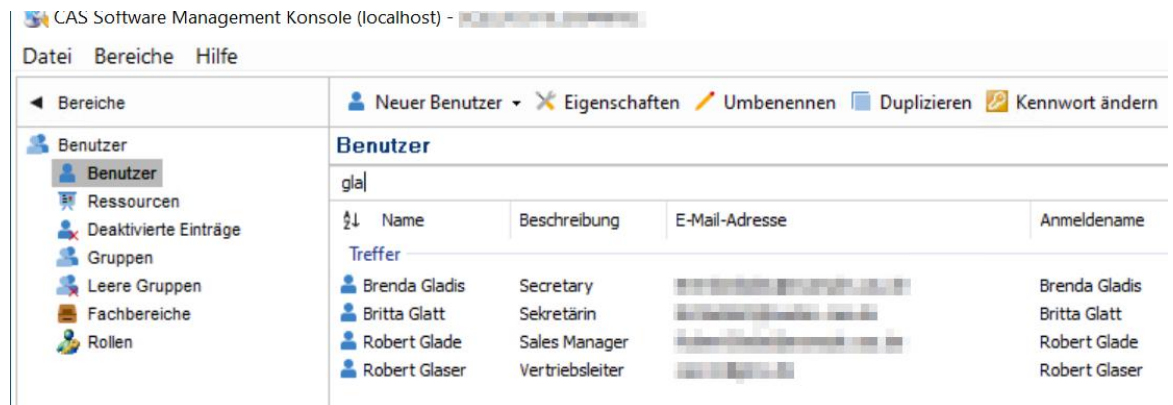 CAS Software Management Konsole (localhost) -
Datei Bereiche Hilfe
Bereiche
Neuer Benutzer Eigenschaften Umbenennen Duplizieren Kennwort ändern
Benutzer
Benutzer
Ressourcen
Deaktivierte Einträge
Gruppen
Leere Gruppen
Fachbereiche
Rollen
Benutzer
gla
Name Beschreibung E-Mail-Adresse Anmeldename
Treffer
Brenda Gladis Secretary Brenda Gladis
Britta Glatt Sekretärin Britta Glatt
Robert Glade Sales Manager Robert Glade
Robert Glaser Vertriebsleiter Robert Glaser